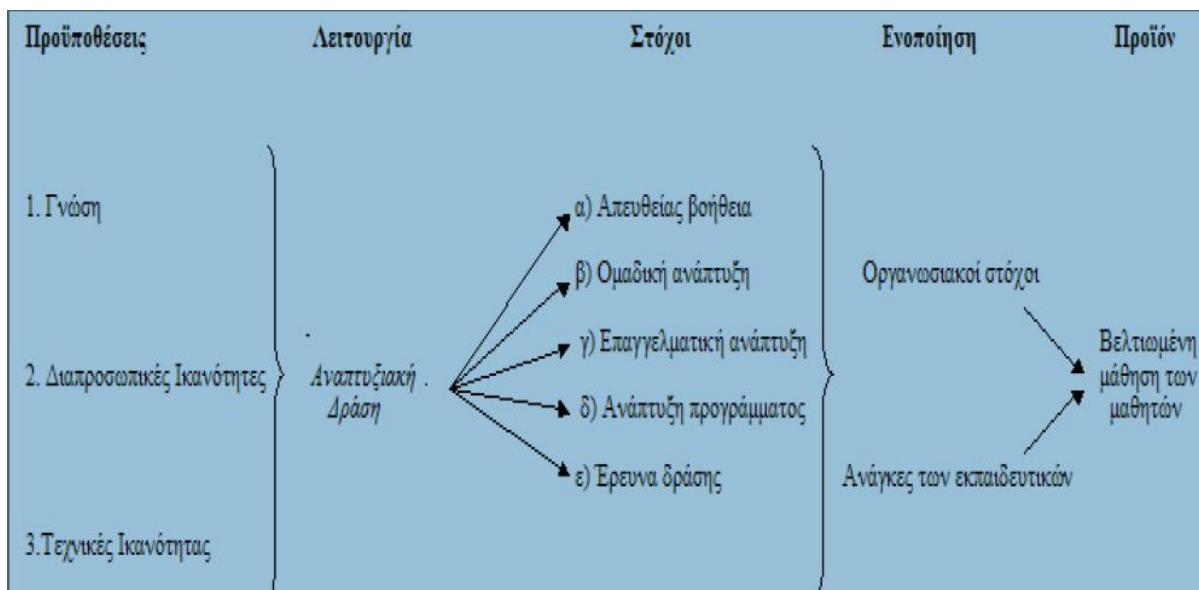 Προϋποθέσεις Λειτουργία Στόχοι Ενοποίηση Προϊόν
1. Γνώση
α) Απευθείας βοήθεια
β) Ομαδική ανάπτυξη
Οργανωσιακοί στόχοι
γ) Επαγγελματική ανάπτυξη
2. Διαπροσωπικές Ικανότητες
Αναπτυξιακή .
Δράση
δ) Ανάπτυξη προγράμματος
Βελτιωμένη
μάθηση των
μαθητών
ε) Έρευνα δράσης
Ανάγκες των εκπαιδευτικών
3.Τεχνικές Ικανότητας